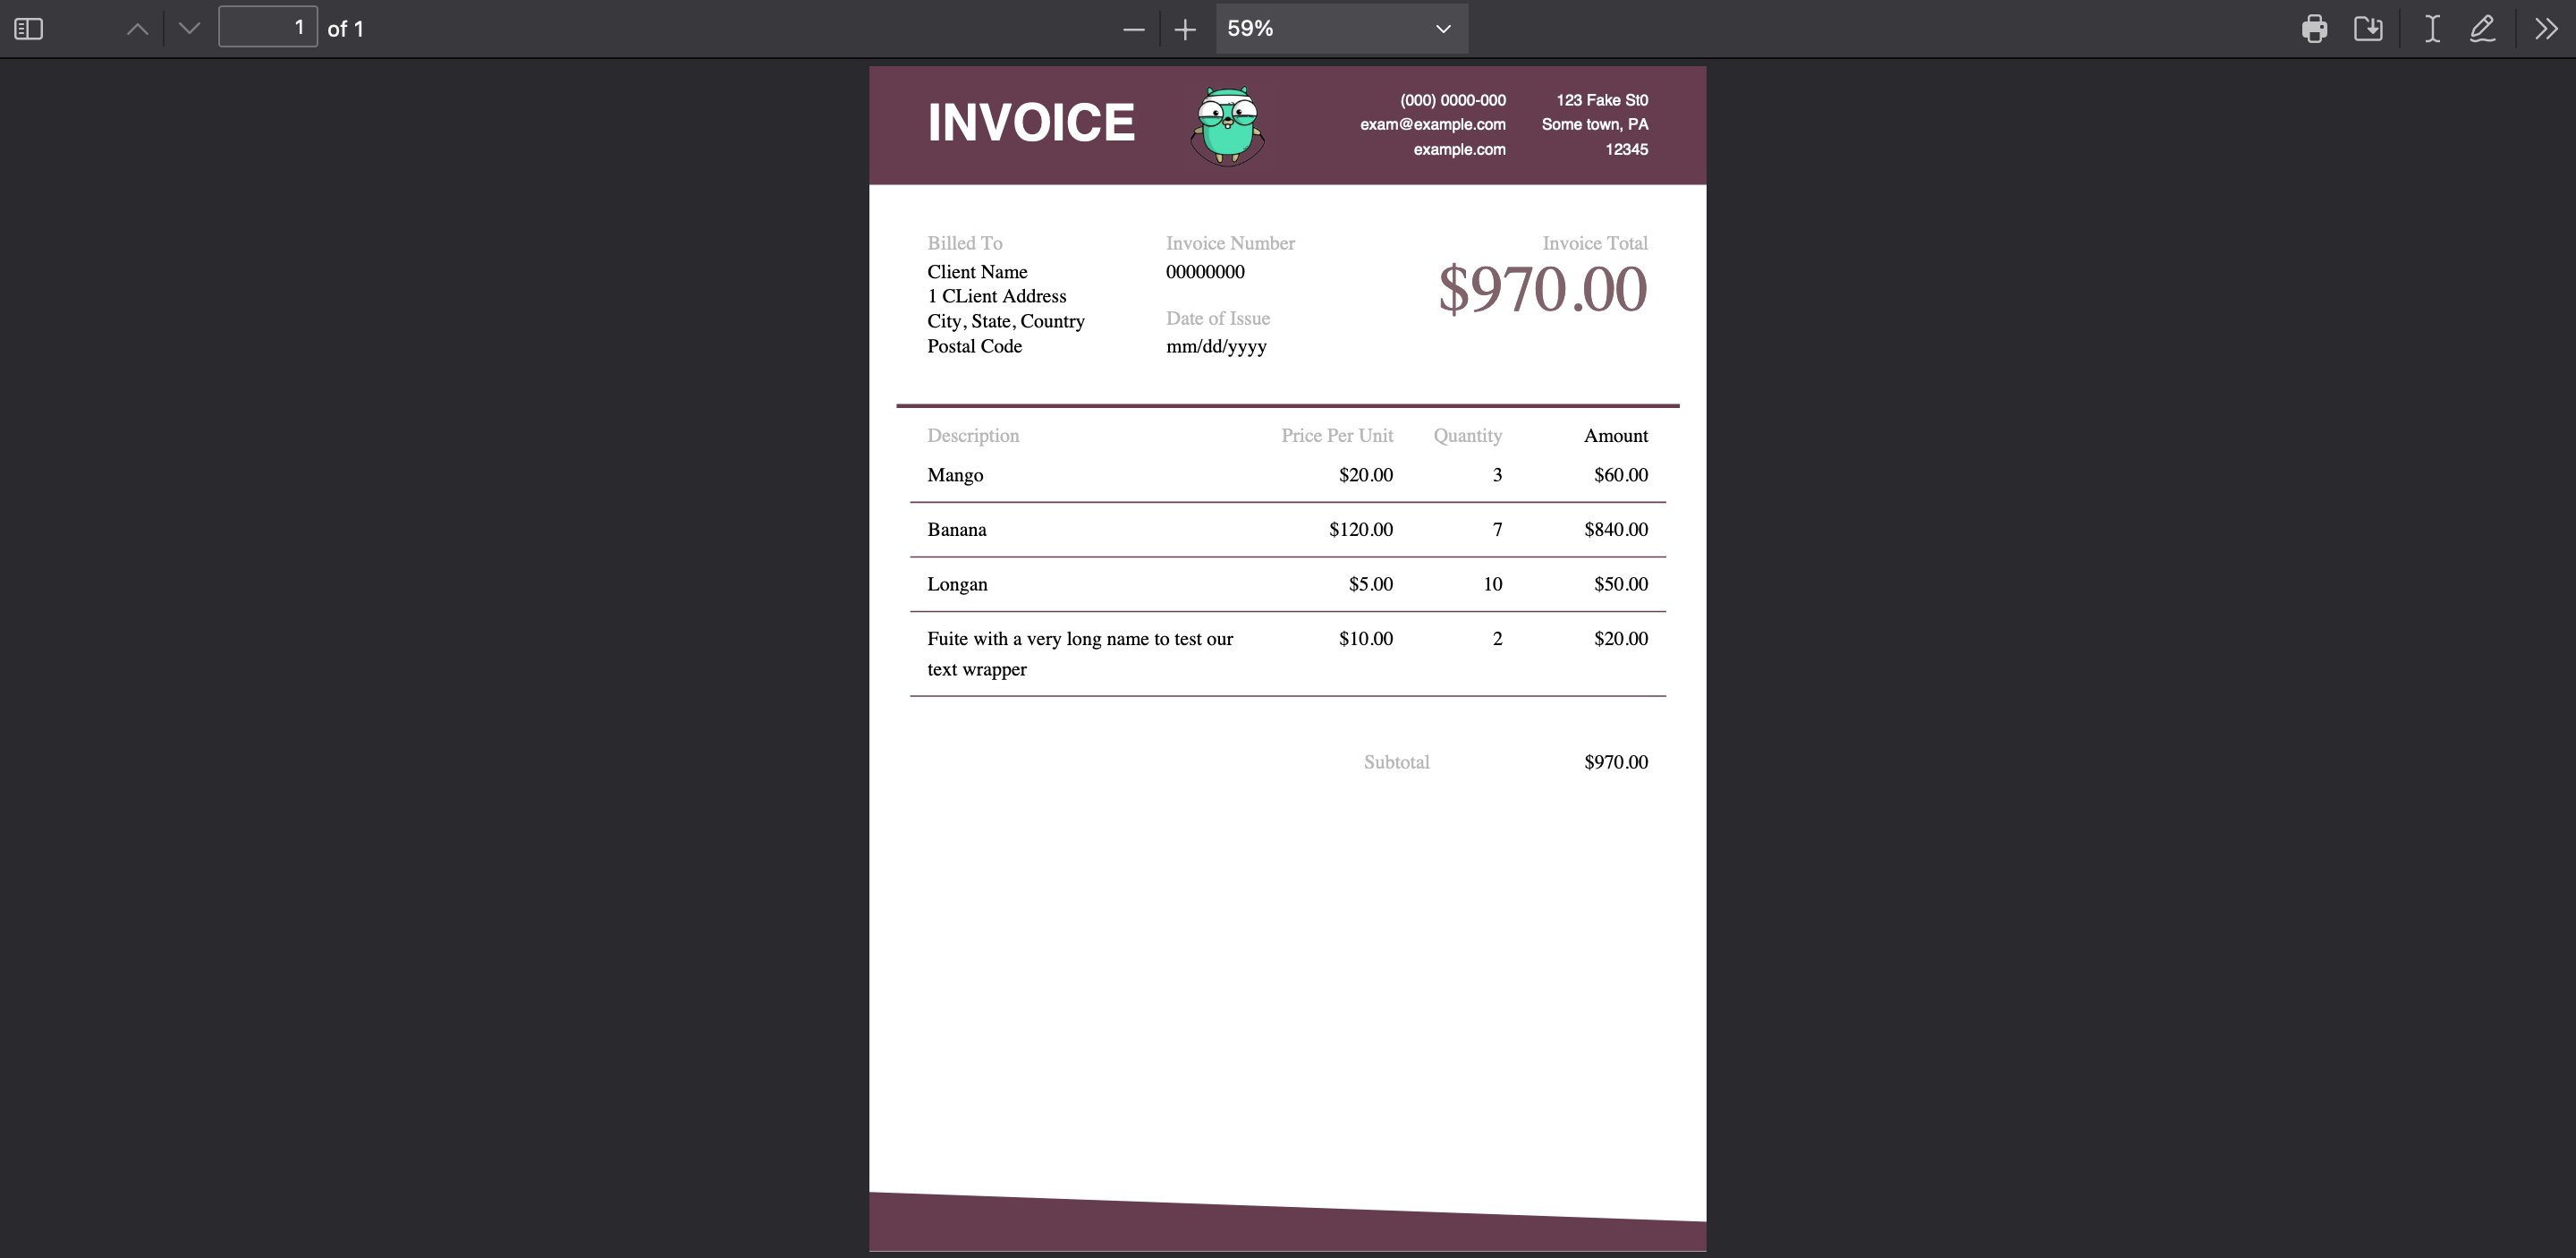 1 of 1
59%
INVOICE
(000) 0000-000
exam@example.com
example.com
123 Fake St0
Some town, PA
12345
Billed To
Client Name
1 CLient Address
City, State, Country
Postal Code
Invoice Number
00000000
Date of Issue
mm/dd/yyyy
Invoice Total
$970.00
Description Price Per Unit Quantity Amount
Mango $20.00 3 $60.00
Banana $120.00 7 $840.00
Longan $5.00 10 $50.00
Fuite with a very long name to test our $10.00 2 $20.00
text wrapper
Subtotal $970.00